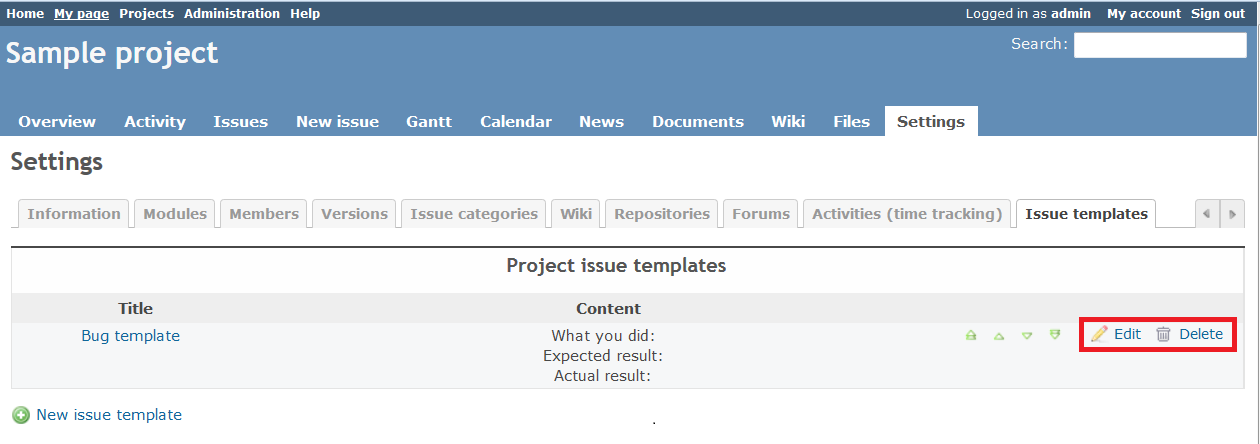 Home My page Projects Administration Help Logged in as admin My account Sign out
Sample project Search:
Overview Activity Issues New issue Gantt Calendar News Documents Wiki Files Settings
Settings
Information Modules Members Versions Issue categories Wiki Repositories Forums Activities (time tracking) Issue templates
Project issue templates
Title Content
Bug template What you did: Edit Delete
Expected result:
Actual result:
New issue template
.